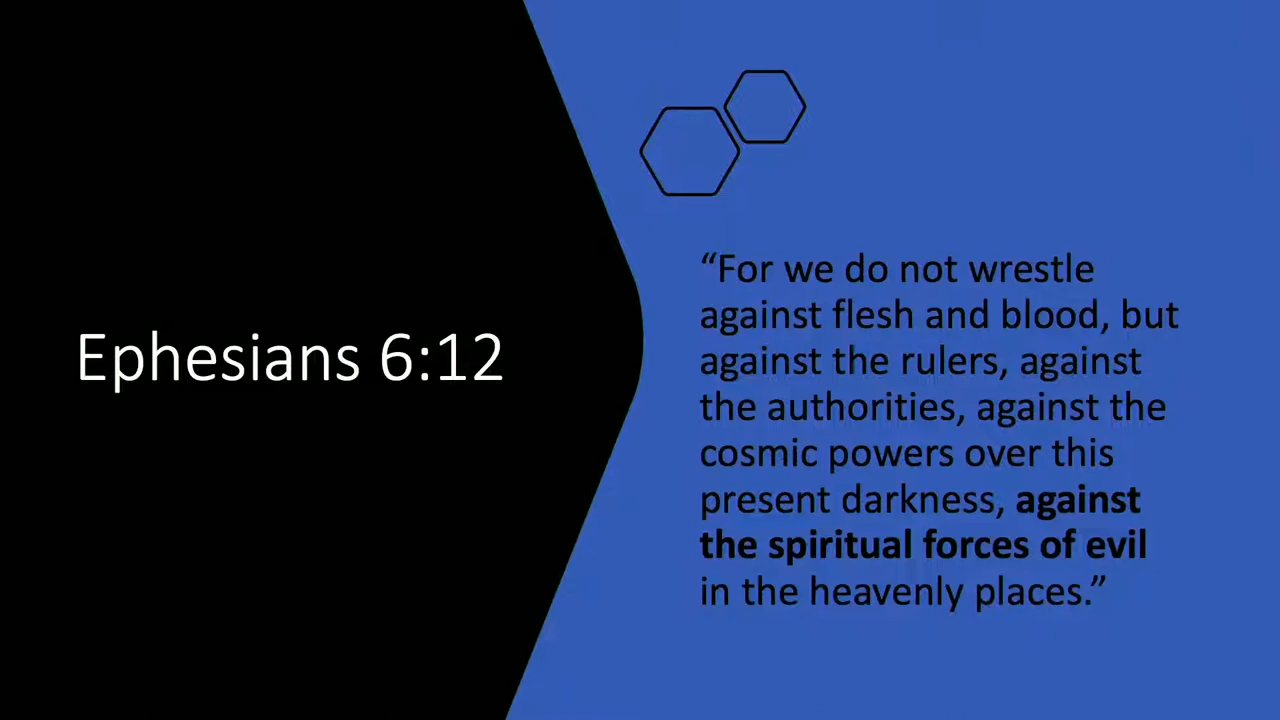 Ephesians 6:12
“For we do not wrestle
against flesh and blood, but
against the rulers, against
the authorities, against the
cosmic powers over this
present darkness, against
the spiritual forces of evil
in the heavenly places.”